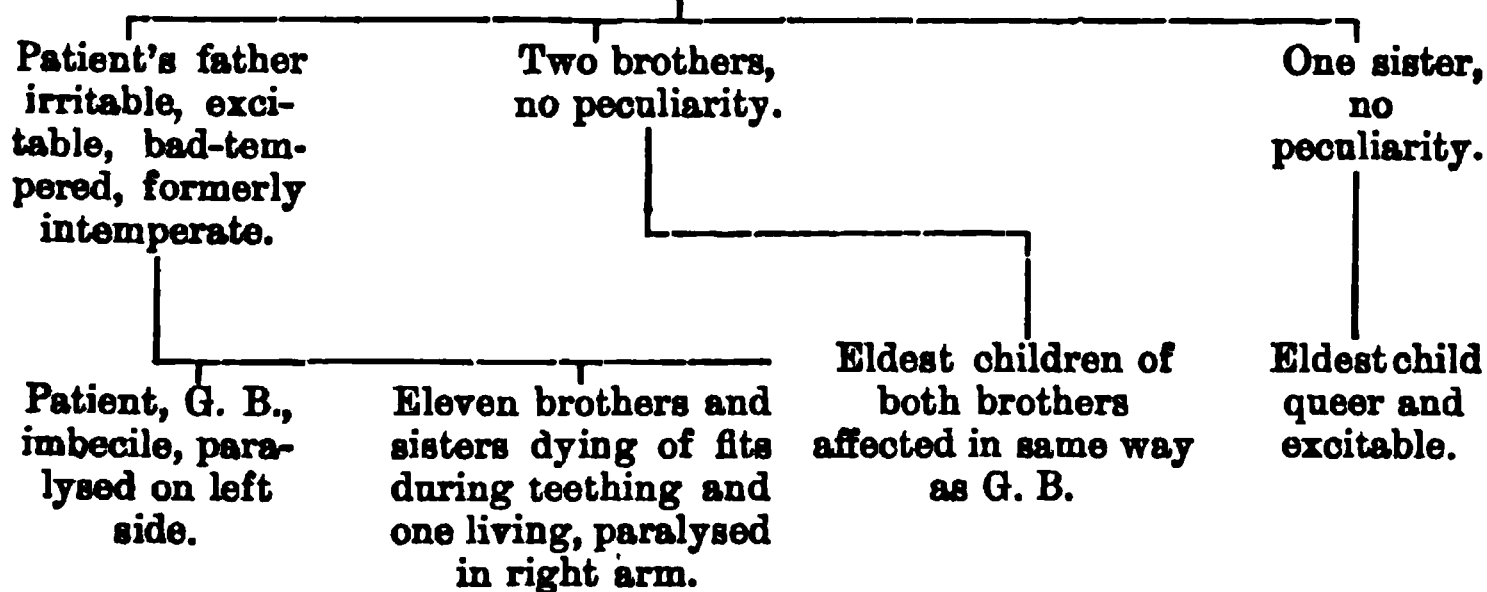 Patient's father
irritable, exci-
table, bad-tem-
pered, formerly
intemperate.
Two brothers,
no peculiarity.
One sister,
no
peculiarity.
Patient, G. B.,
imbecile, para-
lysed on left
side.
Eleven brothers and
sisters dying of fits
during teething and
one living, paralysed
in right arm.
Eldest children of
both brothers
affected in same way
as G. B.
Eldest child
queer and
excitable.